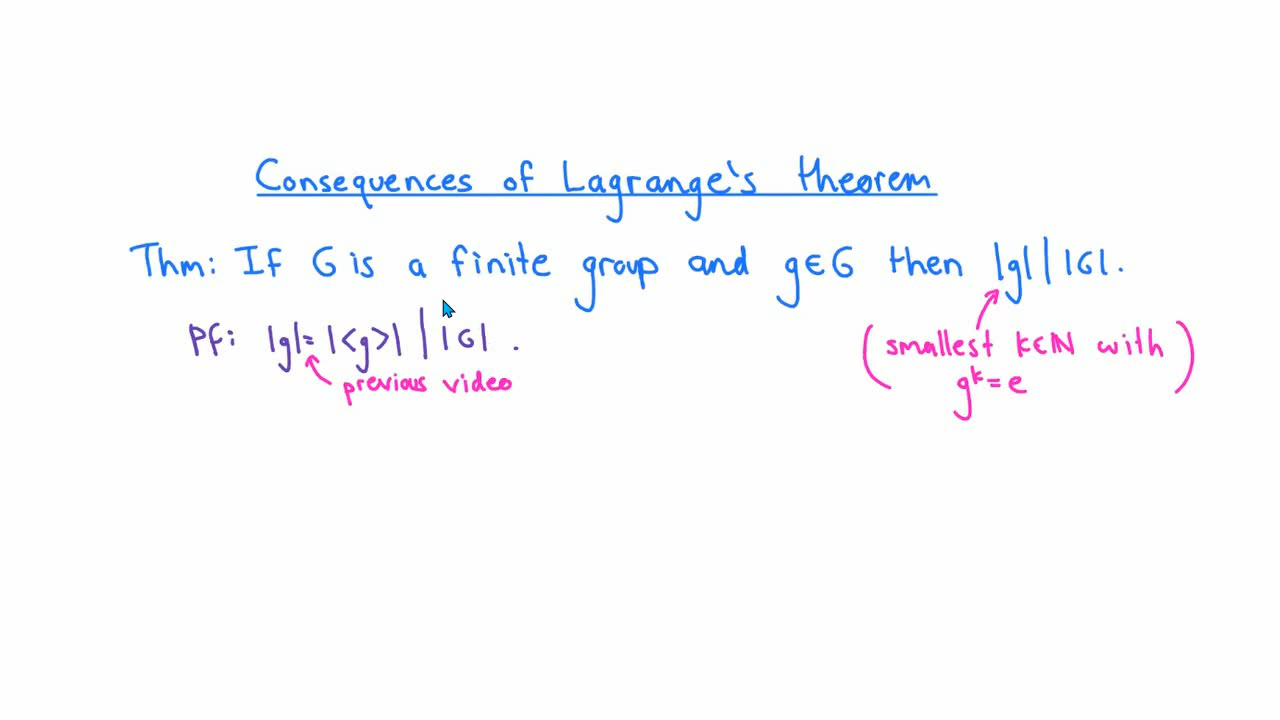 Consequences of Lagrange's theorem
Thm: If G is a finite group and g∈G then |g| | |G|.
Pf: |g| = |<g>| | |G|.
previous video
(smallest k∈ℕ with
g^k = e)